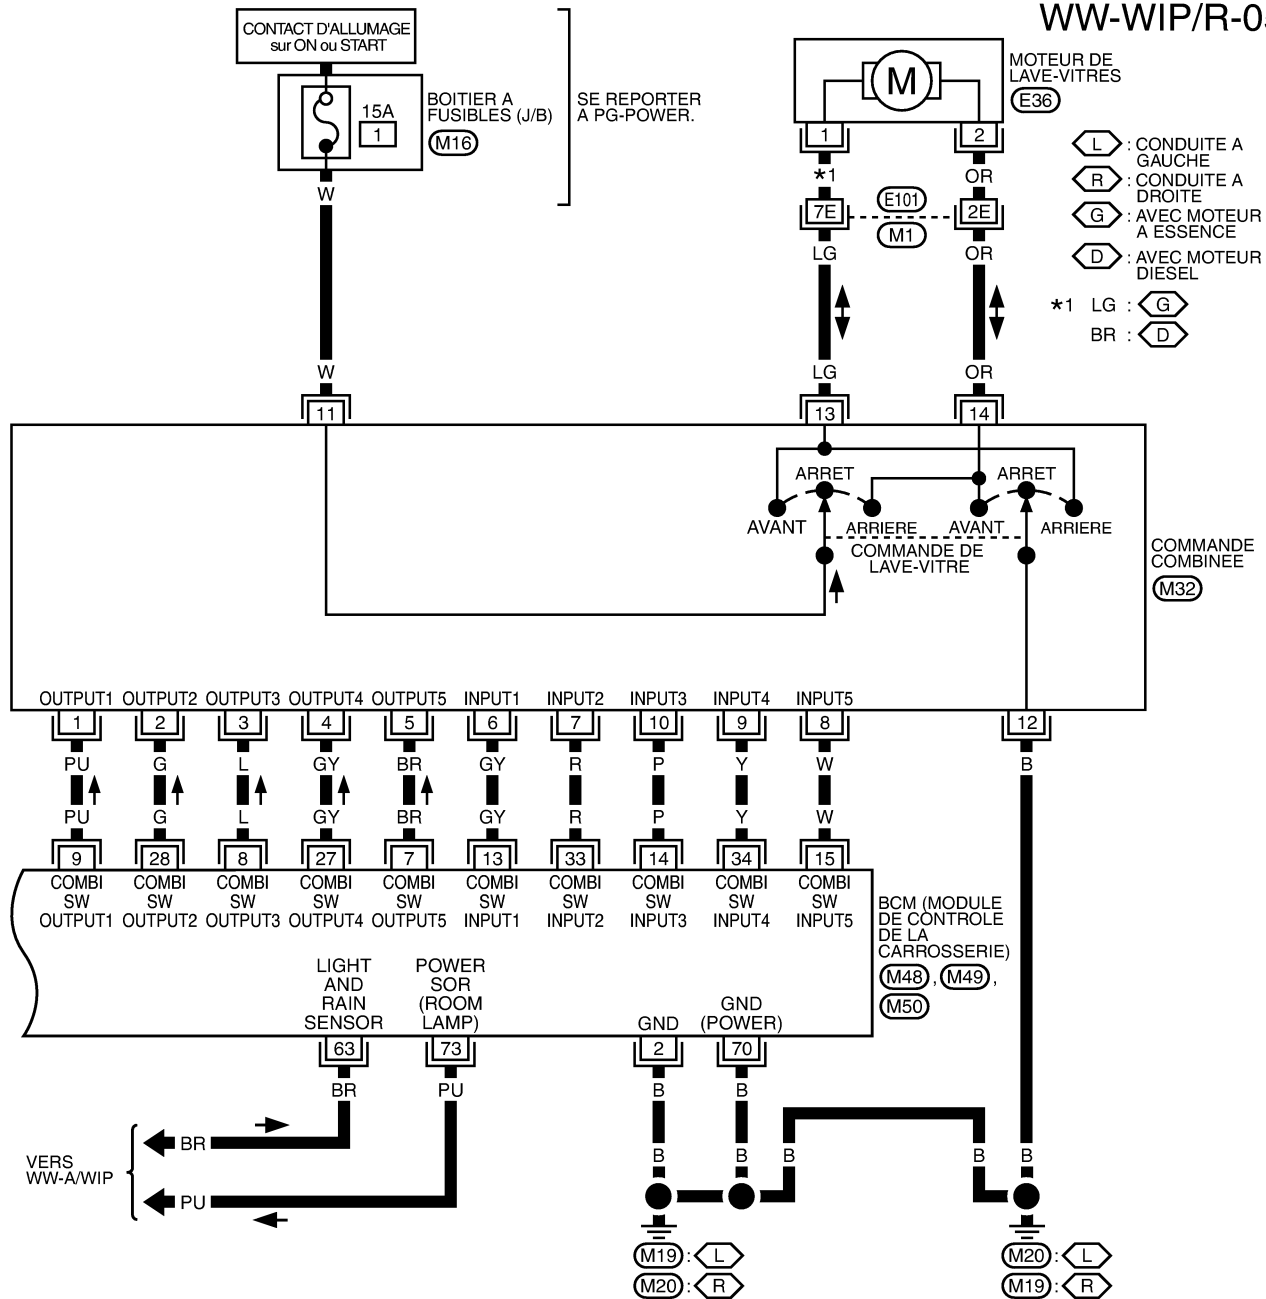 WW-WIP/R-0
CONTACT D'ALLUMAGE
sur ON ou START
15A
1
BOITIER A
FUSIBLES (J/B)
M16
SE REPORTER
A PG-POWER.
M
MOTEUR DE
LAVE-VITRES
E36
1 2
*1 OR
7E E101 2E
M1
LG OR
L : CONDUITE A
GAUCHE
R : CONDUITE A
DROITE
G : AVEC MOTEUR
A ESSENCE
D : AVEC MOTEUR
DIESEL
*1 LG : G
BR : D
W
W LG OR
11 13 14
ARRET ARRET
AVANT ARRIERE AVANT ARRIERE
COMMANDE DE
LAVE-VITRE
COMMANDE
COMBINEE
M32
OUTPUT1 OUTPUT2 OUTPUT3 OUTPUT4 OUTPUT5 INPUT1 INPUT2 INPUT3 INPUT4 INPUT5
1 2 3 4 5 6 7 10 9 8 12
PU G L GY BR GY R P Y W B
PU G L GY BR GY R P Y W
9 28 8 27 7 13 33 14 34 15
COMBI COMBI COMBI COMBI COMBI COMBI COMBI COMBI COMBI COMBI
SW SW SW SW SW SW SW SW SW SW
OUTPUT1 OUTPUT2 OUTPUT3 OUTPUT4 OUTPUT5 INPUT1 INPUT2 INPUT3 INPUT4 INPUT5
BCM (MODULE
DE CONTROLE
DE LA
CARROSSERIE)
M48 , M49 ,
M50
LIGHT
AND
RAIN
SENSOR
POWER
SOR
(ROOM
LAMP)
GND
GND
(POWER)
63 73 2 70
BR PU B B
BR
PU
VERS
WW-A/WIP
B B B B B
M19 : L
M20 : R
M20 : L
M19 : R